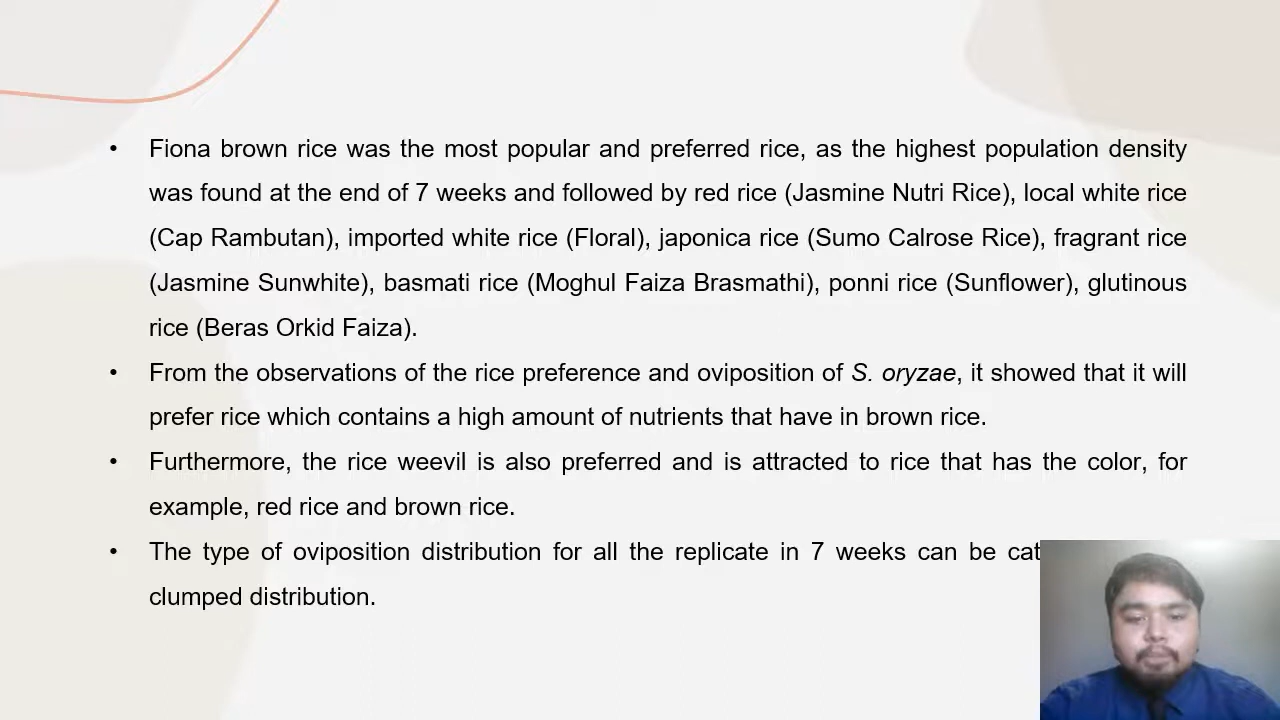 • Fiona brown rice was the most popular and preferred rice, as the highest population density
was found at the end of 7 weeks and followed by red rice (Jasmine Nutri Rice), local white rice
(Cap Rambutan), imported white rice (Floral), japonica rice (Sumo Calrose Rice), fragrant rice
(Jasmine Sunwhite), basmati rice (Moghul Faiza Brasmathi), ponni rice (Sunflower), glutinous
rice (Beras Orkid Faiza).
• From the observations of the rice preference and oviposition of S. oryzae, it showed that it will
prefer rice which contains a high amount of nutrients that have in brown rice.
• Furthermore, the rice weevil is also preferred and is attracted to rice that has the color, for
example, red rice and brown rice.
• The type of oviposition distribution for all the replicate in 7 weeks can be
clumped distribution.